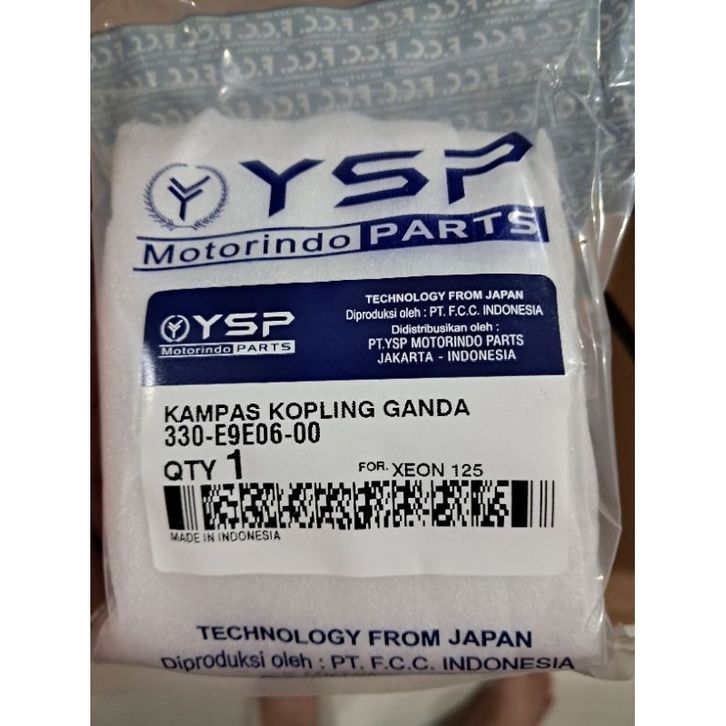 F.C.C. F.C.C. F.C.C. F.C.C. F.C.C.
YSP
Motorindo PARTS
YSP
Motorindo PARTS
TECHNOLOGY FROM JAPAN
Diproduksi oleh : PT. F.C.C. INDONESIA
Didistribusikan oleh :
PT.YSP MOTORINDO PARTS
JAKARTA - INDONESIA
KAMPAS KOPLING GANDA
330-E9E06-00
QTY 1
FOR. XEON 125
MADE IN INDONESIA
TECHNOLOGY FROM JAPAN
Diproduksi oleh : PT. F.C.C. INDONESIA